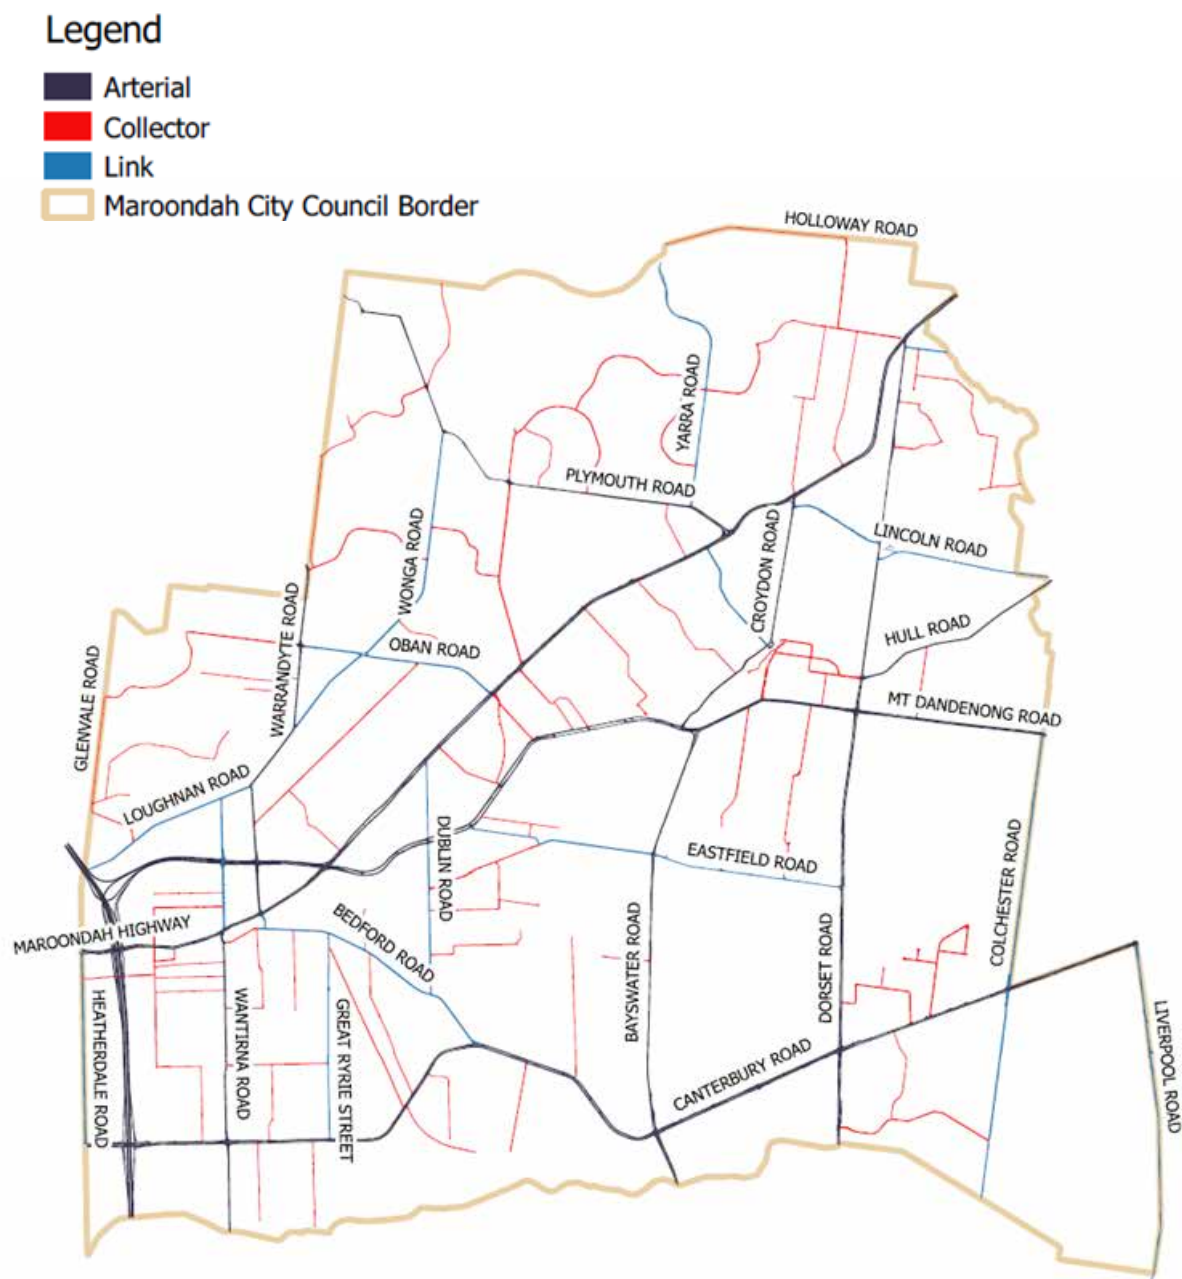 Legend
Arterial
Collector
Link
Maroondah City Council Border
HOLLOWAY ROAD
YARRA ROAD
PLYMOUTH ROAD
WONGA ROAD
CROYDON ROAD
LINCOLN ROAD
WARRANDYTE ROAD
OBAN ROAD
HULL ROAD
GLENVALE ROAD
MT DANDENONG ROAD
LOUGHNAN ROAD
DUBLIN ROAD
EASTFIELD ROAD
COLCHESTER ROAD
MAROONDAH HIGHWAY
BEDFORD ROAD
BAYSWATER ROAD
DORSET ROAD
HEATHERDALE ROAD
WANTIRNA ROAD
GREAT RYRIE STREET
CANTERBURY ROAD
LIVERPOOL ROAD